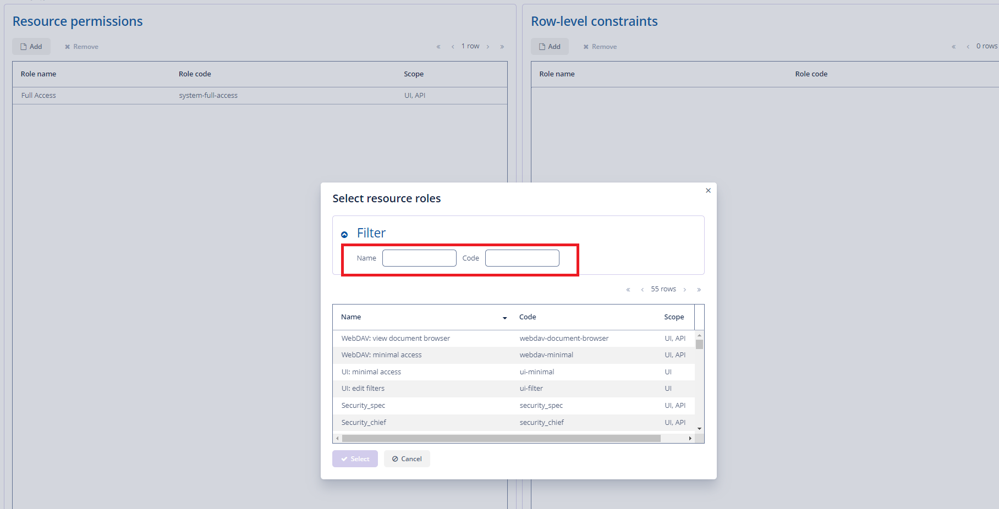 Resource permissions
Add Remove 1 row
Role name Role code Scope
Full Access system-full-access UI, API
Row-level constraints
Add Remove 0 rows
Role name Role code
Select resource roles
Filter
Name Code
55 rows
Name Code Scope
WebDAV: view document browser webdav-document-browser UI, API
WebDAV: minimal access webdav-minimal UI, API
UI: minimal access ui-minimal UI
UI: edit filters ui-filter UI
Security_spec security_spec UI, API
Security_chief security_chief UI, API
Select Cancel